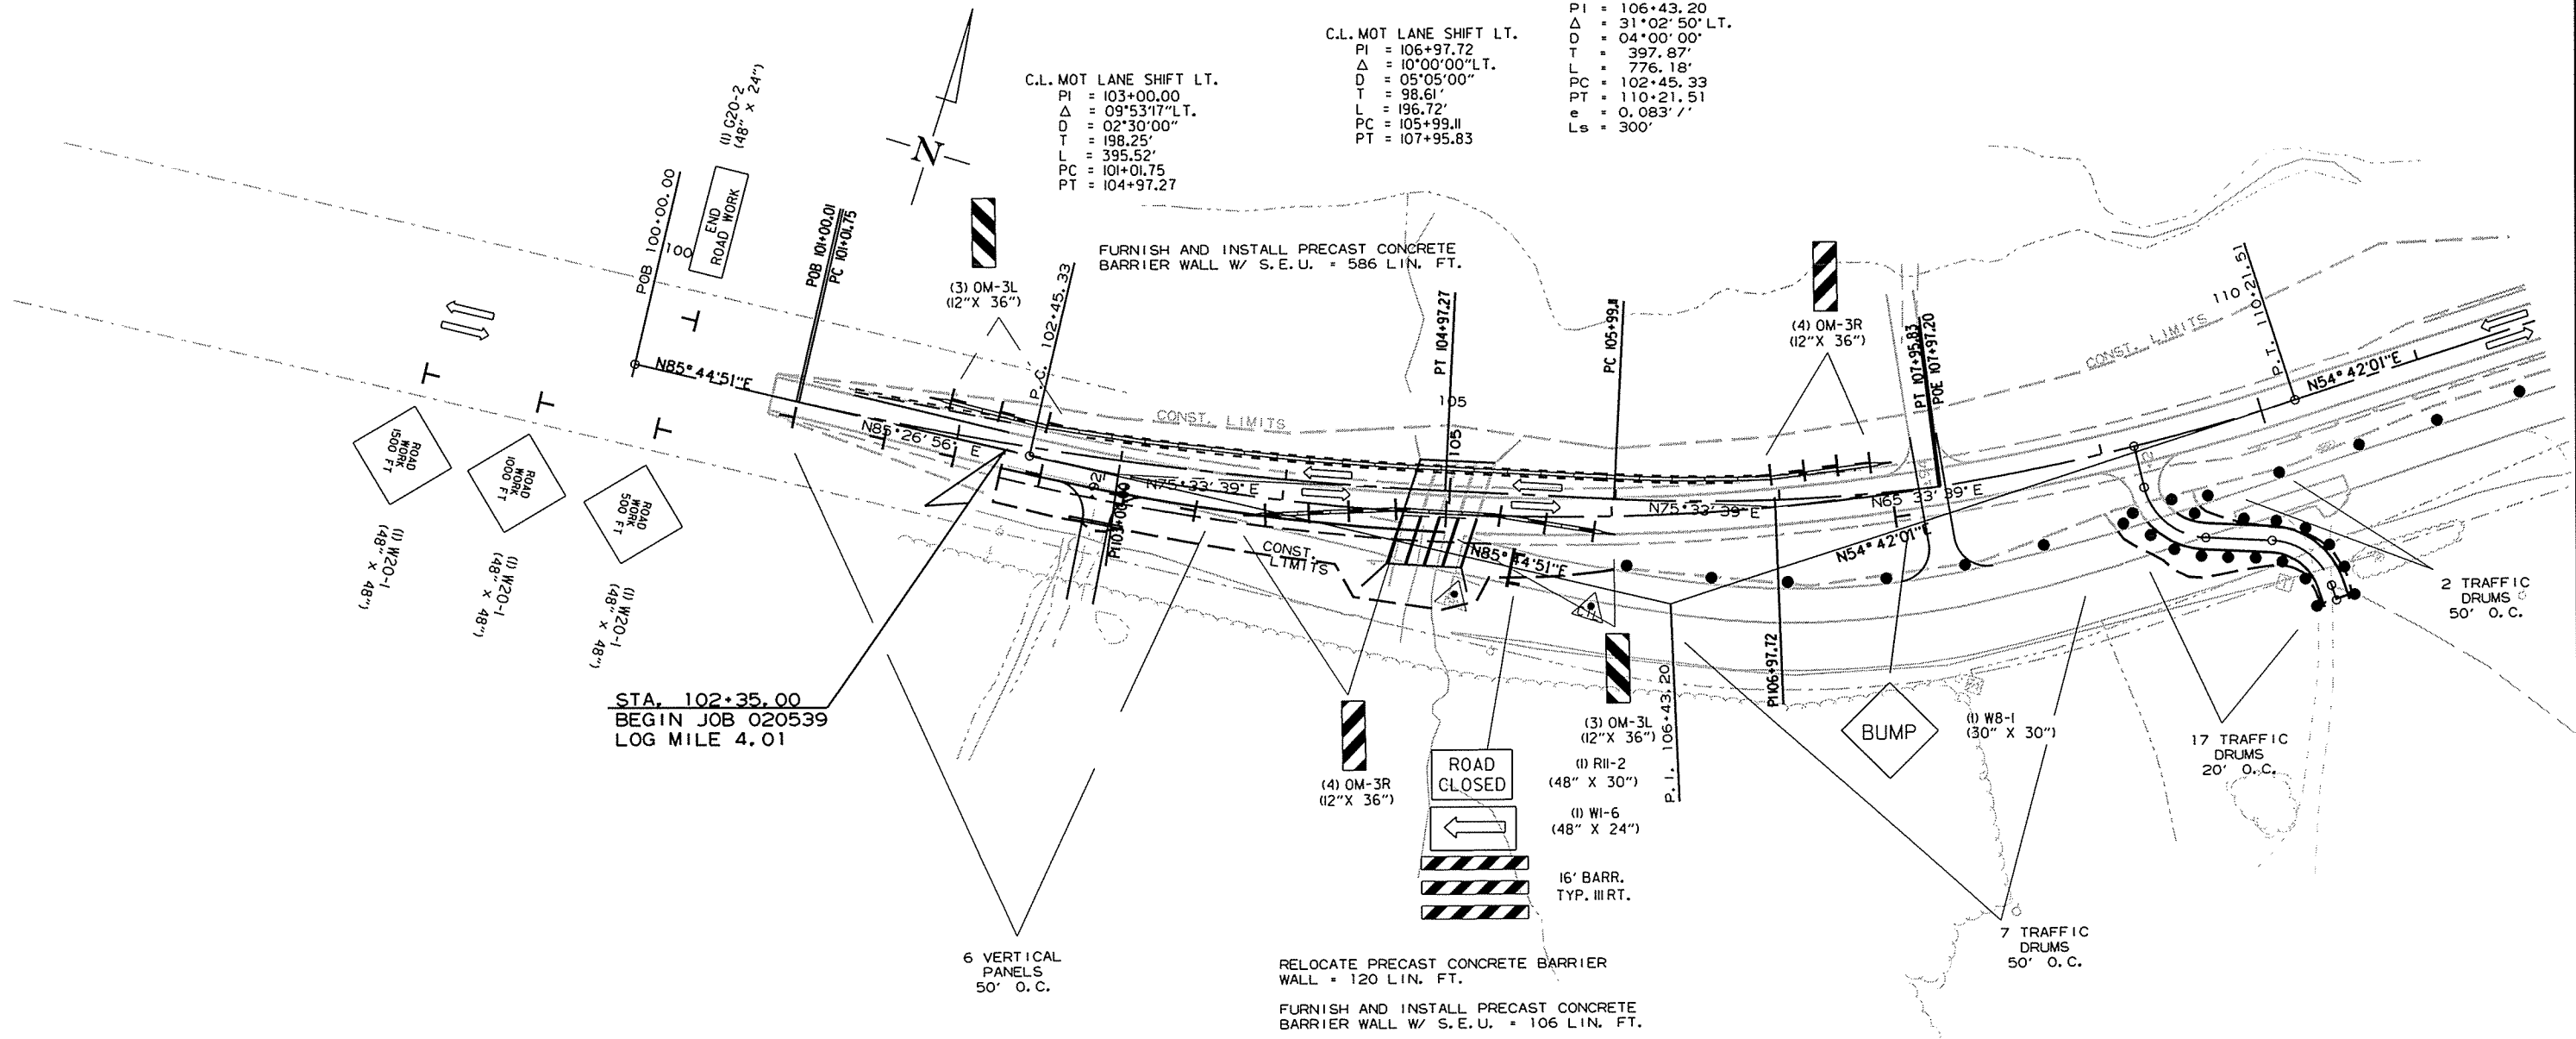 PI = 106+43.20
Δ = 31°02'50" LT.
D = 04°00'00"
T = 397.87'
L = 776.18'
PC = 102+45.33
PT = 110+21.51
e = 0.083'/'
Ls = 300'
C.L. MOT LANE SHIFT LT.
PI = 106+97.72
Δ = 10°00'00"LT.
D = 05°05'00"
T = 98.61'
L = 196.72'
PC = 105+99.11
PT = 107+95.83
C.L. MOT LANE SHIFT LT.
PI = 103+00.00
Δ = 09°53'17"LT.
D = 02°30'00"
T = 198.25'
L = 395.52'
PC = 101+01.75
PT = 104+97.27
(1) G20-2
(48" X 24")
END
ROAD WORK
POB 100+00.00
100
POB 101+00.01
PC 101+01.75
N
(3) OM-3L
(12"X 36")
P.C. 102+45.33
FURNISH AND INSTALL PRECAST CONCRETE
BARRIER WALL W/ S.E.U. = 586 LIN. FT.
PT 104+97.27
105
105
PC 105+99.11
(4) OM-3R
(12"X 36")
PT 107+95.83
POE 107+97.20
CONST. LIMITS
110
P.T. 110+21.51
N54°42'01"E
N85°44'51"E
N85°26'56" E
CONST. LIMITS
N75°33'39"E
N75°33'39"E
N65°33'39"E
N54°42'01"E
N85°44'51"E
CONST.
LIMITS
ROAD
WORK
1500 FT
ROAD
WORK
1000 FT
ROAD
WORK
500 FT
(1) W20-1
(48" X 48")
(1) W20-1
(48" X 48")
(1) W20-1
(48" X 48")
STA. 102+35.00
BEGIN JOB 020539
LOG MILE 4.01
PI 103+00.00
P.I. 106+43.20
PI 106+97.72
(4) OM-3R
(12"X 36")
(3) OM-3L
(12"X 36")
ROAD
CLOSED
(1) R11-2
(48" X 30")
(1) W1-6
(48" X 24")
16' BARR.
TYP. III RT.
BUMP
(1) W8-1
(30" X 30")
2 TRAFFIC
DRUMS
50' O.C.
17 TRAFFIC
DRUMS
20' O.C.
7 TRAFFIC
DRUMS
50' O.C.
6 VERTICAL
PANELS
50' O.C.
RELOCATE PRECAST CONCRETE BARRIER
WALL = 120 LIN. FT.
FURNISH AND INSTALL PRECAST CONCRETE
BARRIER WALL W/ S.E.U. = 106 LIN. FT.